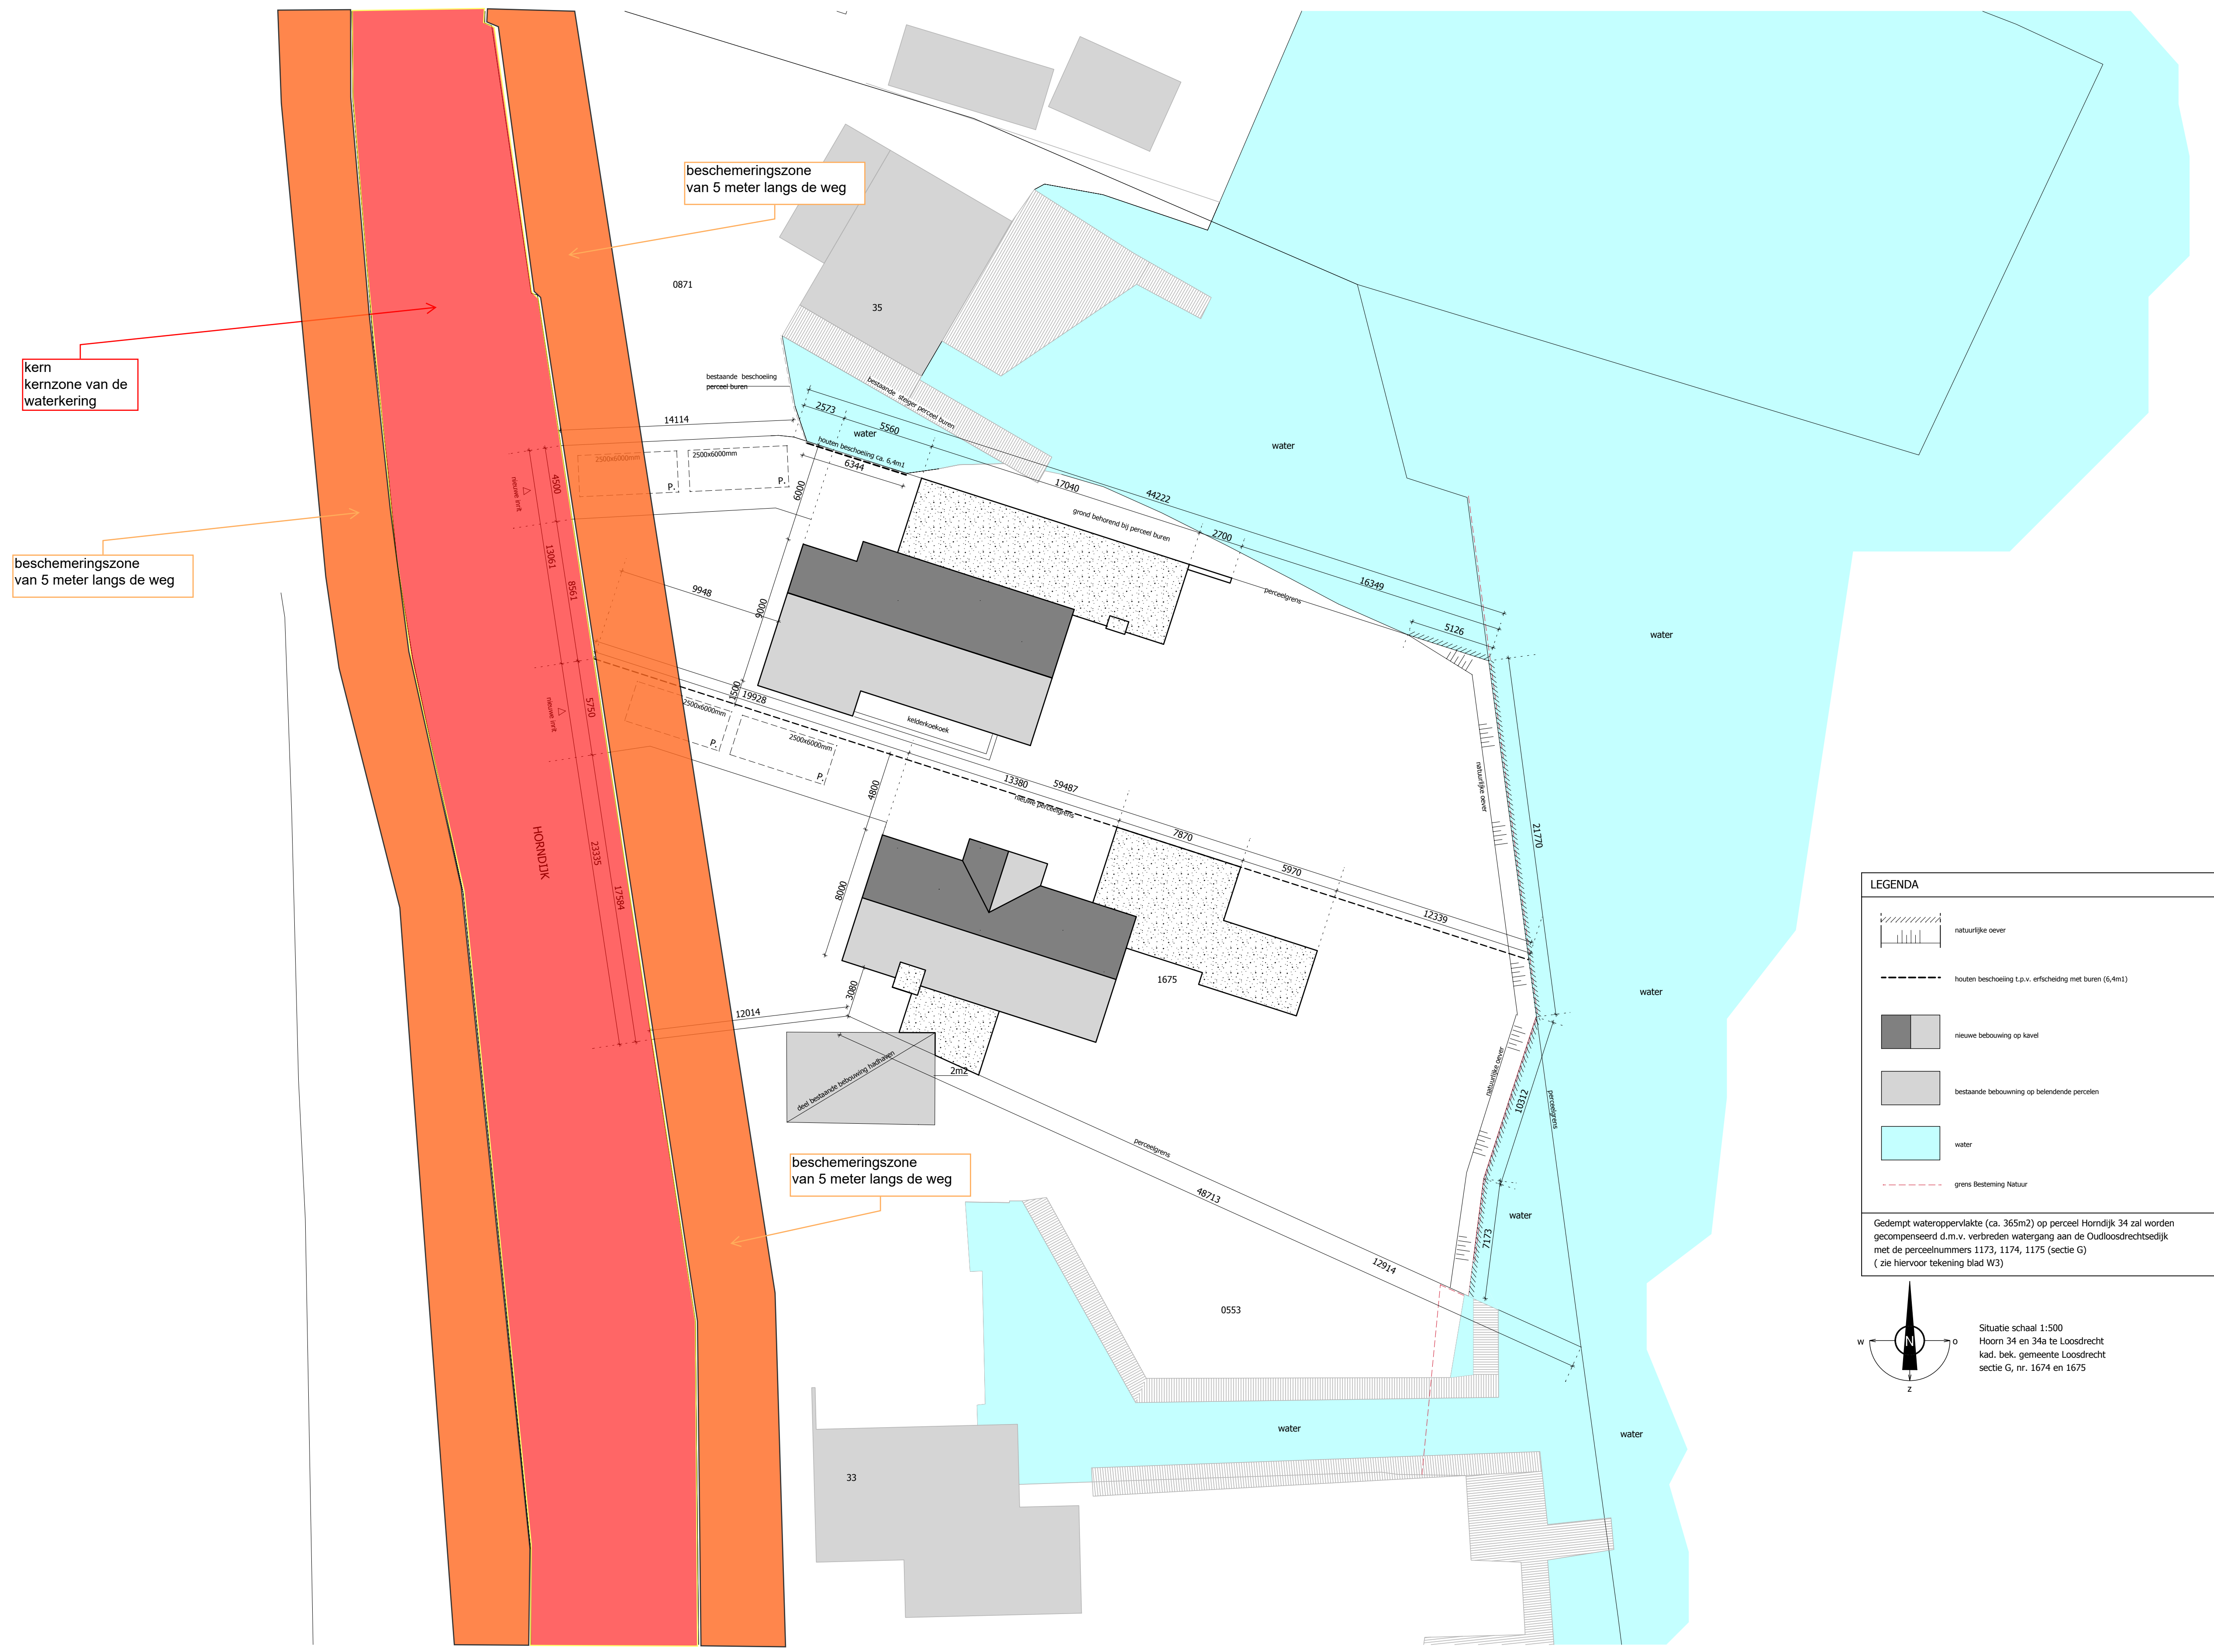 beschemeringszone
van 5 meter langs de weg
0871
35
kern
kernzone van de
waterkering
bestaande beschoeiing
perceel buren
bestaande steiger perceel buren
14114
2573
5560
water
water
houten beschoeiing ca. 6,4m1
6344
2500x6000mm
P.
2500x6000mm
P.
4500
nieuwe inrit
6000
17040
44222
grond behorend bij perceel buren
2700
16349
perceelgrens
5126
water
beschemeringszone
van 5 meter langs de weg
13061
8561
9948
9000
1500
19928
kelderkoekoek
nieuwe inrit
5750
2500x6000mm
P.
2500x6000mm
P.
4800
13380
59487
nieuwe perceelgrens
7870
5970
12339
natuurlijke oever
21770
HORNDIJK
23335
17584
8000
1675
3080
12014
deel bestaande bebouwing hadhaven
2m2
water
natuurlijke oever
10312
perceelgrens
perceelgrens
48713
12914
water
7173
beschemeringszone
van 5 meter langs de weg
0553
water
water
33
LEGENDA
natuurlijke oever
houten beschoeiing t.p.v. erfscheidng met buren (6,4m1)
nieuwe bebouwing op kavel
bestaande bebouwning op belendende percelen
water
grens Besteming Natuur
Gedempt wateroppervlakte (ca. 365m2) op perceel Horndijk 34 zal worden
gecompenseerd d.m.v. verbreden watergang aan de Oudloosdrechtsedijk
met de perceelnummers 1173, 1174, 1175 (sectie G)
( zie hiervoor tekening blad W3)
N
w
o
z
Situatie schaal 1:500
Hoorn 34 en 34a te Loosdrecht
kad. bek. gemeente Loosdrecht
sectie G, nr. 1674 en 1675